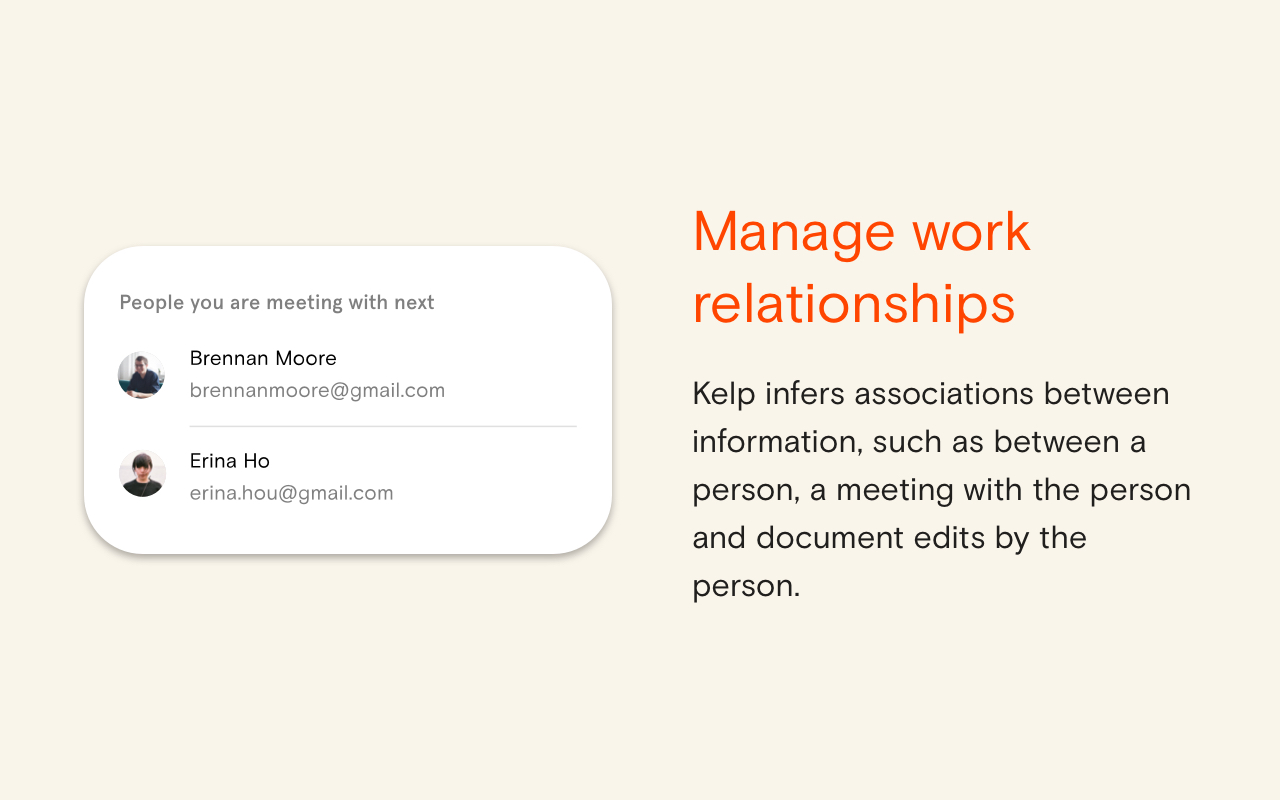 People you are meeting with next
Brennan Moore
brennanmoore@gmail.com
Erina Ho
erina.hou@gmail.com
Manage work
relationships
Kelp infers associations between
information, such as between a
person, a meeting with the person
and document edits by the
person.